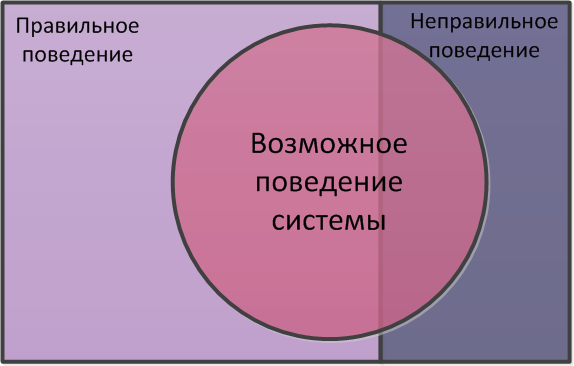 Правильное
поведение
Неправильное
поведение
Возможное
поведение
системы